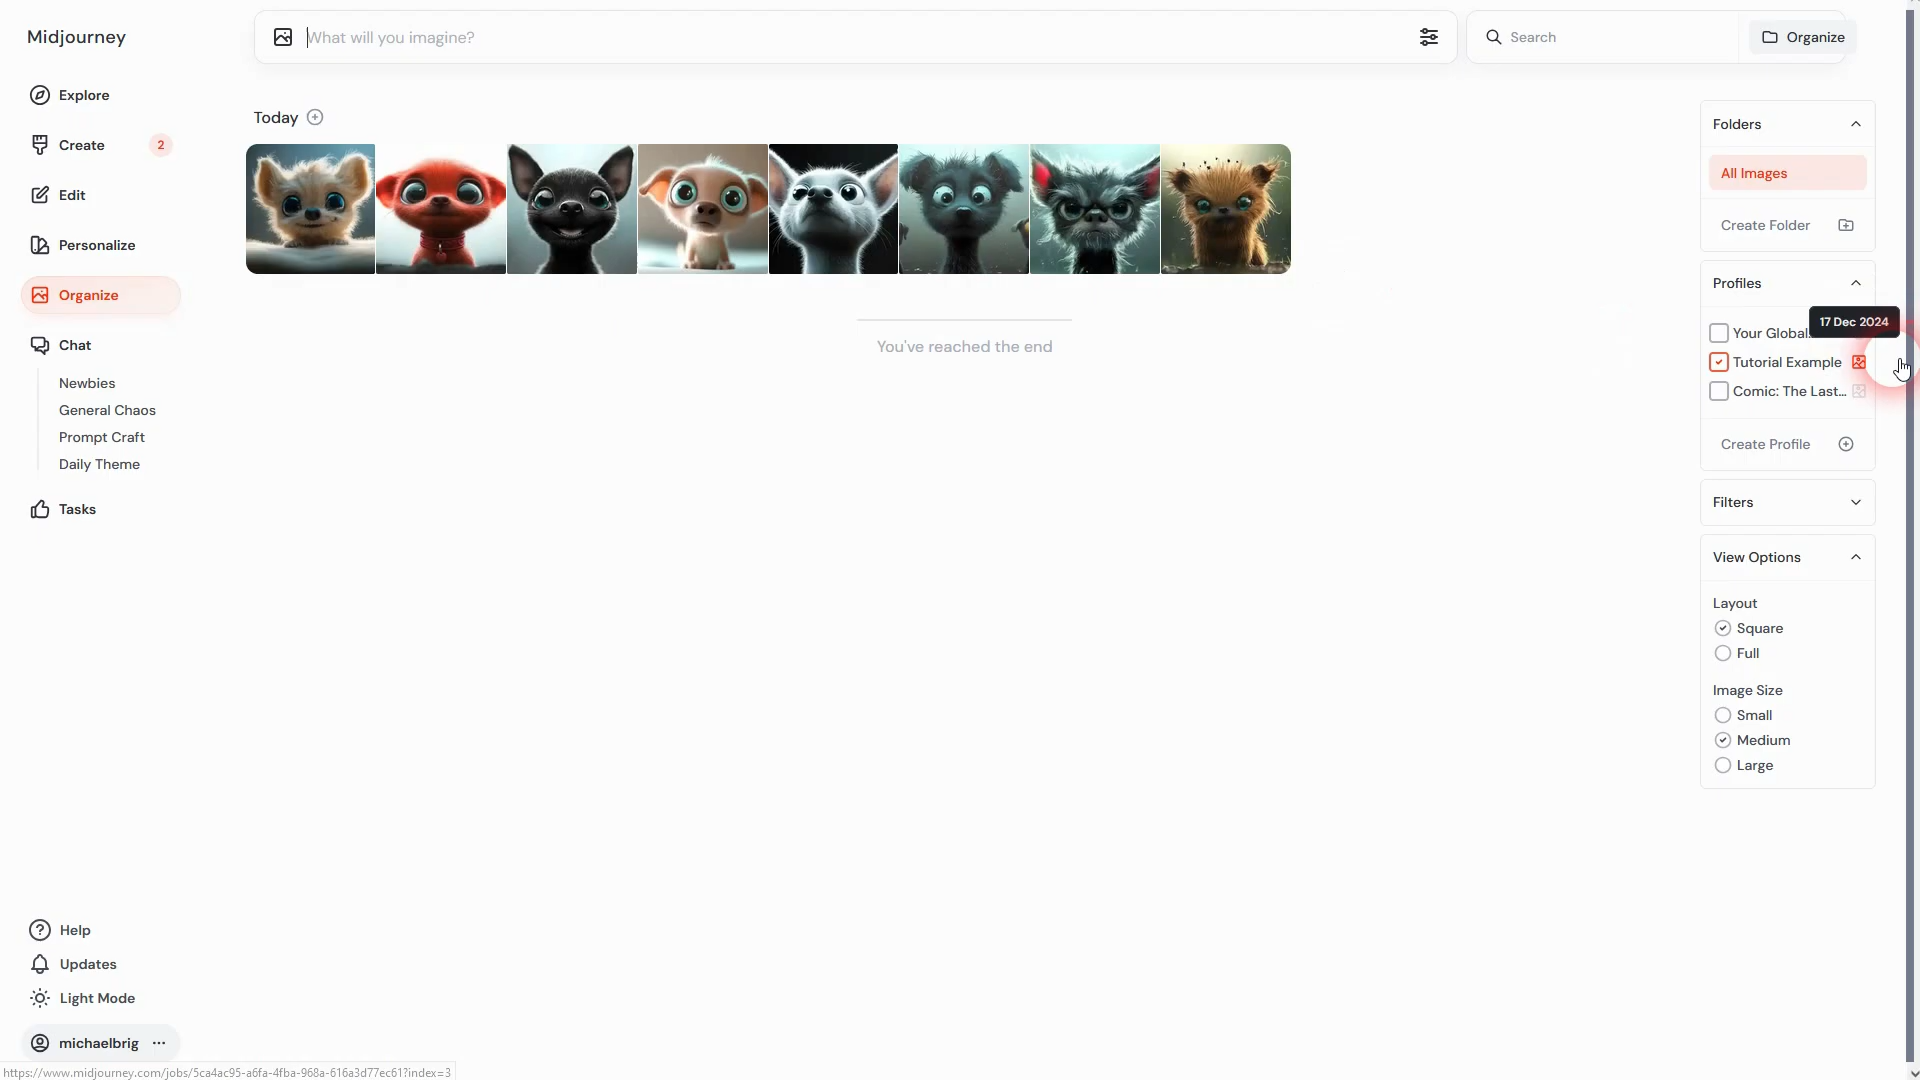 Midjourney
What will you imagine?
Search
Organize
Explore
Create
2
Edit
Personalize
Organize
Chat
Newbies
General Chaos
Prompt Craft
Daily Theme
Tasks
Help
Updates
Light Mode
michaelbrig
Today
You've reached the end
Folders
All Images
Create Folder
Profiles
17 Dec 2024
Your Global
Tutorial Example
Comic: The Last...
Create Profile
Filters
View Options
Layout
Square
Full
Image Size
Small
Medium
Large
https://www.midjourney.com/jobs/5ca4ac95-a6fa-4fba-968a-616a3d77ec61?index=3